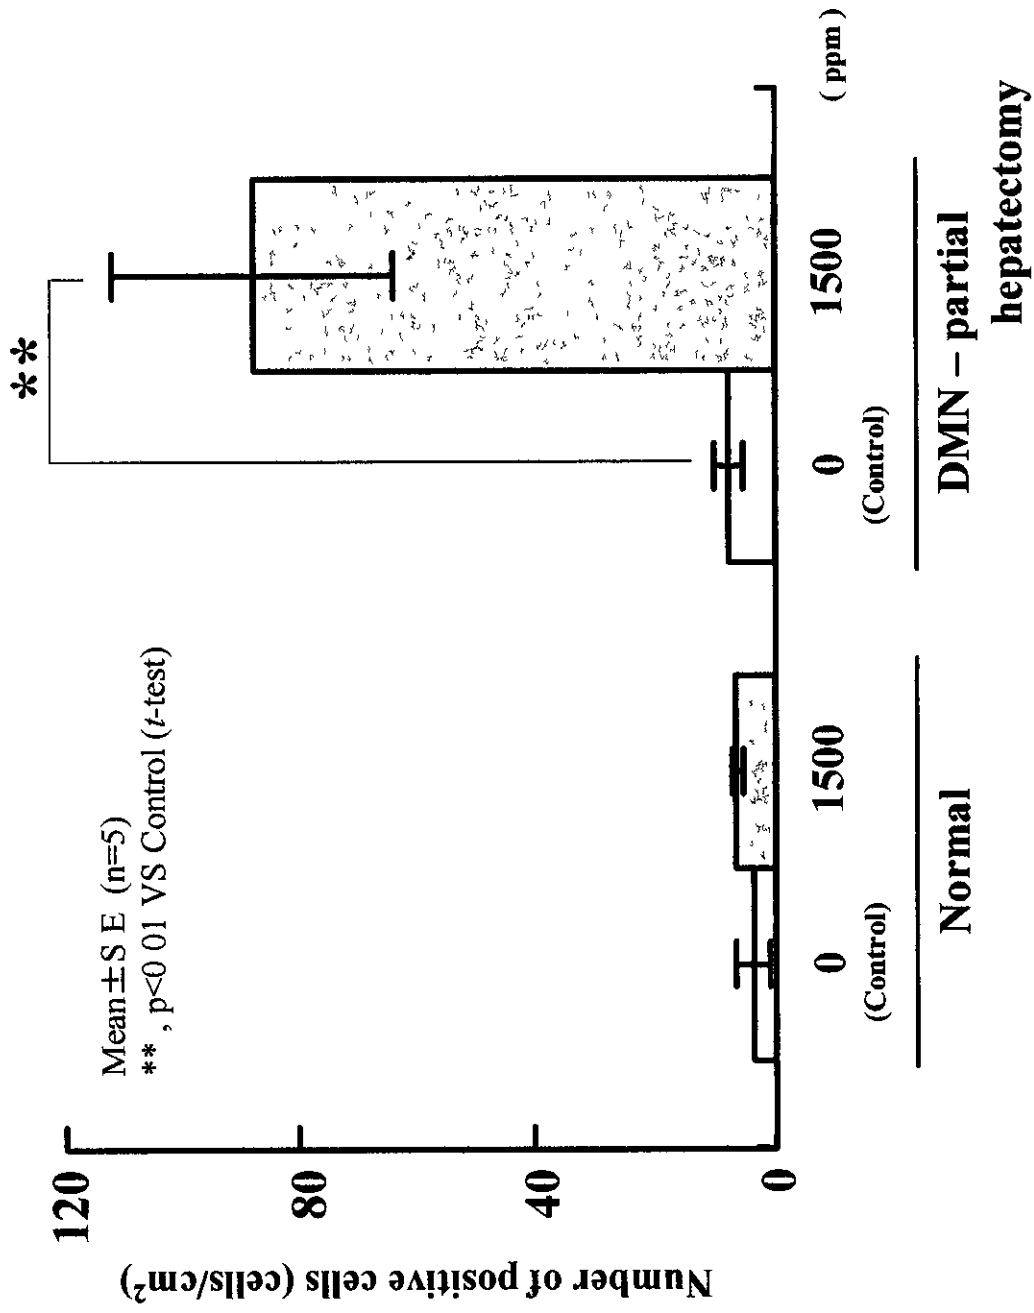 Number of positive cells (cells/cm²)
120
80
40
0
Mean±S E (n=5)
** , p<0 01 VS Control (t-test)
**
0
1500
0
1500
( ppm )
(Control)
(Control)
Normal
DMN – partial
hepatectomy